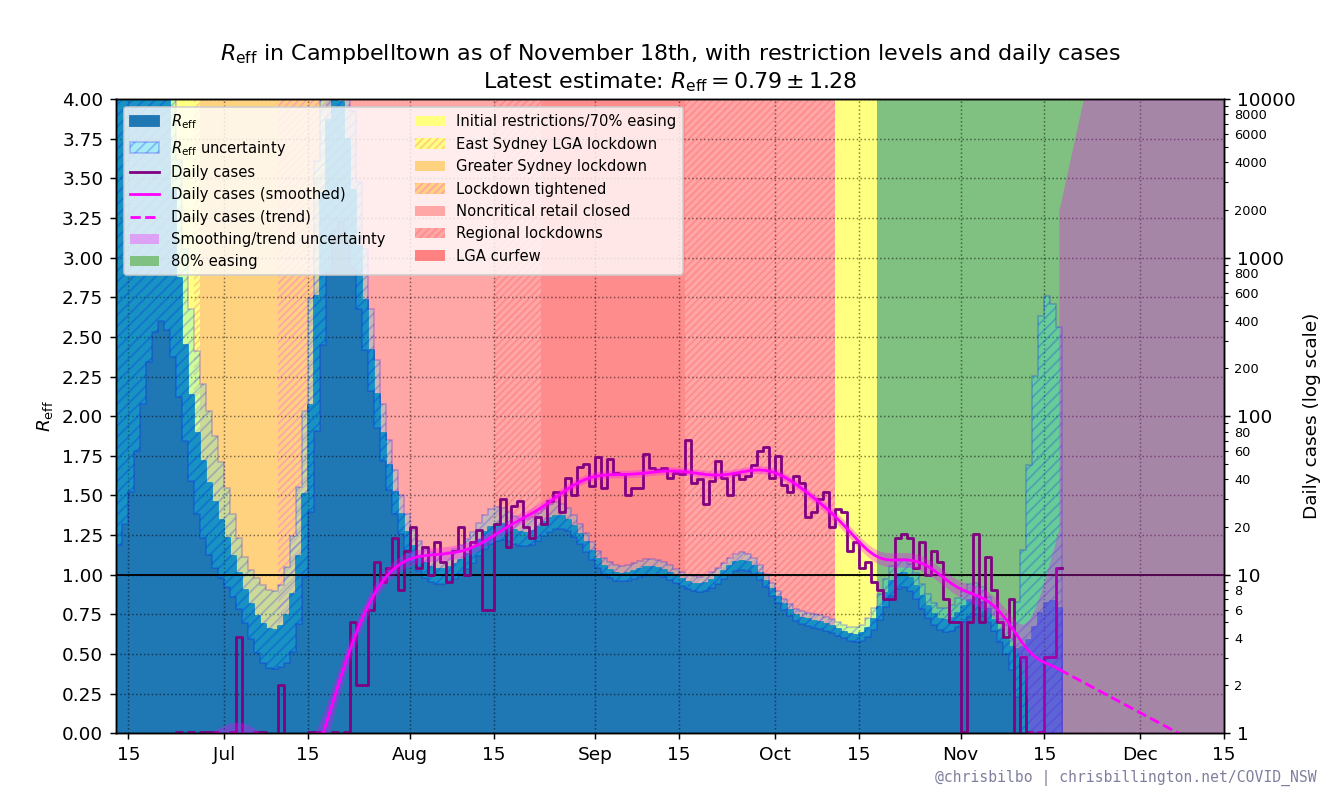 R_eff in Campbelltown as of November 18th, with restriction levels and daily cases
Latest estimate: R_eff = 0.79 ± 1.28
R_eff
R_eff uncertainty
Daily cases
Daily cases (smoothed)
Daily cases (trend)
Smoothing/trend uncertainty
80% easing
Initial restrictions/70% easing
East Sydney LGA lockdown
Greater Sydney lockdown
Lockdown tightened
Noncritical retail closed
Regional lockdowns
LGA curfew
R_eff
4.00
3.75
3.50
3.25
3.00
2.75
2.50
2.25
2.00
1.75
1.50
1.25
1.00
0.75
0.50
0.25
0.00
10000
8000
6000
4000
2000
1000
800
600
400
200
100
80
60
40
20
10
8
6
4
2
1
Daily cases (log scale)
15 Jul 15 Aug 15 Sep 15 Oct 15 Nov 15 Dec 15
@chrisbilbo | chrisbillington.net/COVID_NSW